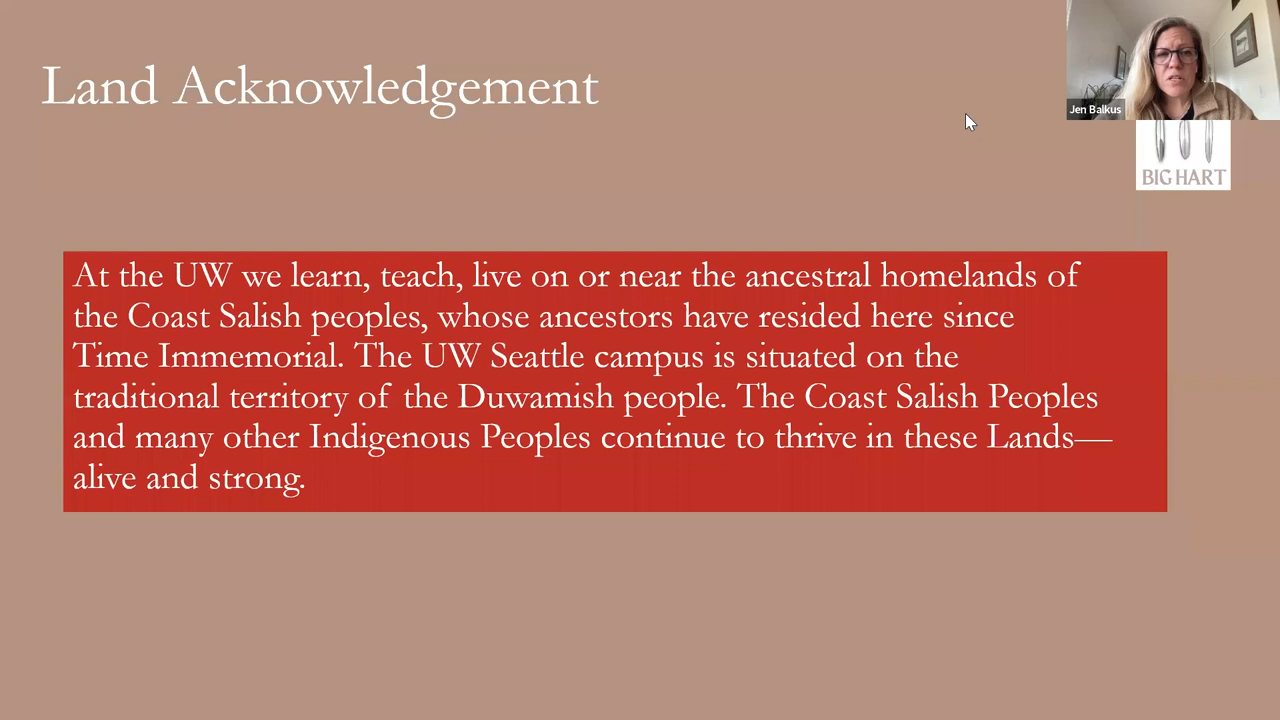 Land Acknowledgement
Jen Balkus
BIG HART
At the UW we learn, teach, live on or near the ancestral homelands of
the Coast Salish peoples, whose ancestors have resided here since
Time Immemorial. The UW Seattle campus is situated on the
traditional territory of the Duwamish people. The Coast Salish Peoples
and many other Indigenous Peoples continue to thrive in these Lands—
alive and strong.